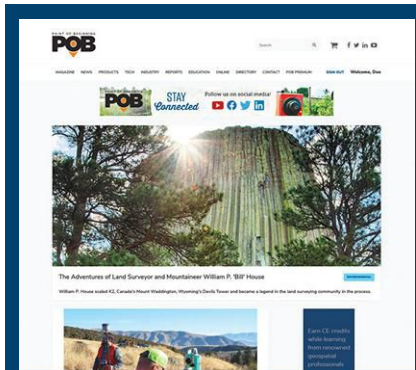 POINT OF BEGINNING
POB
Search
MAGAZINE NEWS PRODUCTS TECH INDUSTRY REPORTS EDUCATION ONLINE DIRECTORY CONTACT POB PREMIUM SIGN OUT Welcome, Doe
POB
STAY
Connected
Follow us on social media!
The Adventures of Land Surveyor and Mountaineer William P. 'Bill' House
William P. House scaled K2, Canada's Mount Waddington, Wyoming's Devils Tower and became a legend in the land surveying community in the process.
Earn CE credits
while learning
from renowned
geospatial
professionals